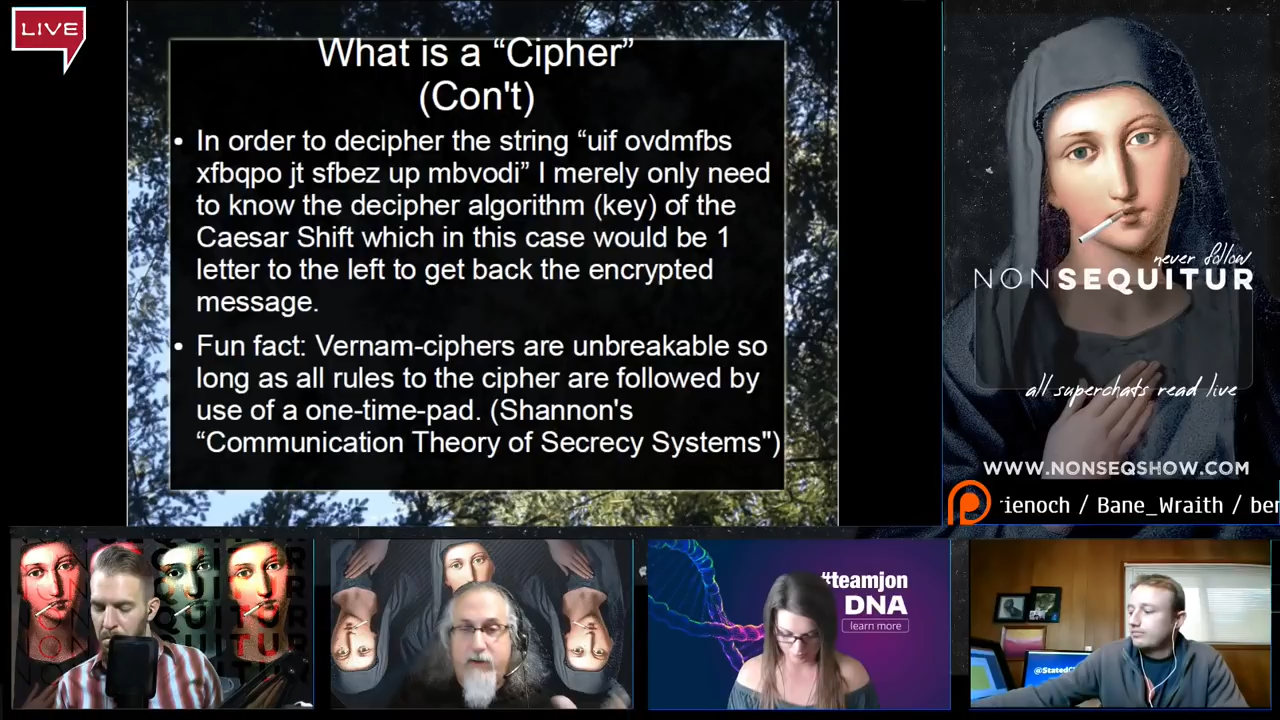 LIVE
What is a “Cipher”
(Con't)
• In order to decipher the string “uif ovdmfbs
xfbqpo jt sfbez up mbvodi” I merely only need
to know the decipher algorithm (key) of the
Caesar Shift which in this case would be 1
letter to the left to get back the encrypted
message.
• Fun fact: Vernam-ciphers are unbreakable so
long as all rules to the cipher are followed by
use of a one-time-pad. (Shannon's
“Communication Theory of Secrecy Systems")
never follow
NONSEQUITUR
all superchats read live
WWW.NONSEQSHOW.COM
rienoch / Bane_Wraith / ber
#teamjon
DNA
learn more